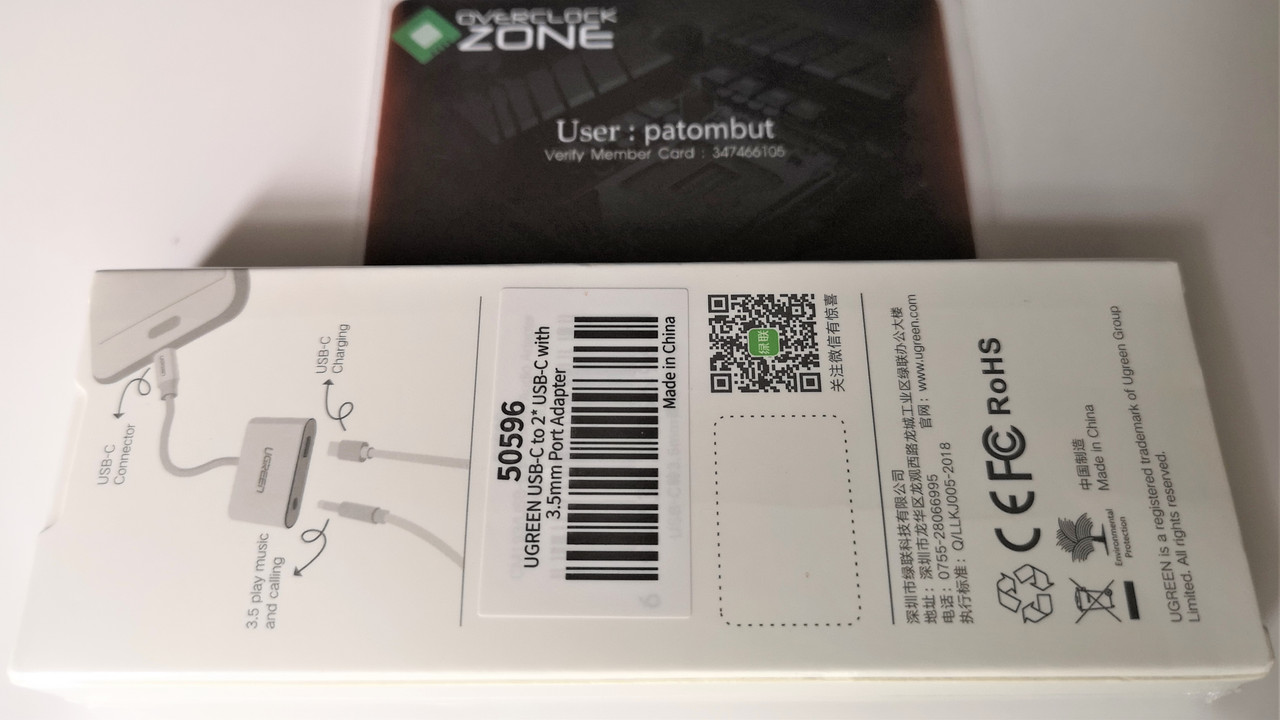 OVERCLOCK
ZONE
User : patombut
Verify Member Card : 347466105
USB-C
Connector
UGREEN
USB-C
Charging
3.5 play music
and calling
50596
UGREEN USB-C to 2* USB-C with
3.5mm Port Adapter
Made in China
绿联
关注微信有惊喜
深圳市绿联科技有限公司
地址：深圳市龙华区龙观西路龙城工业区绿联办公大楼
电话：0755-28066995 官网：www.ugreen.com
执行标准：Q/LLKJ005-2018
CE FC RoHS
中国制造
Made in China
Environmental
Protection
UGREEN is a registered trademark of Ugreen Group
Limited. All rights reserved.